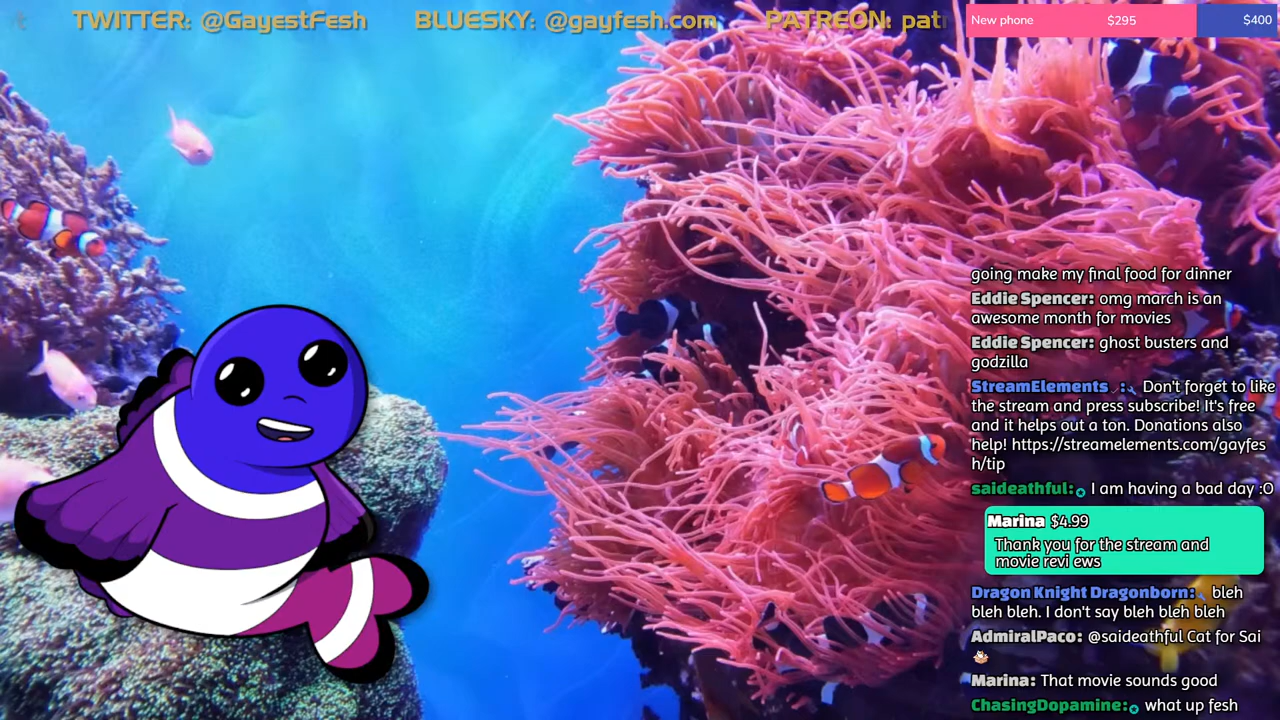 TWITTER: @GayestFesh BLUESKY: @gayfesh.com PATREON: pat
New phone $295 $400
going make my final food for dinner
Eddie Spencer: omg march is an
awesome month for movies
Eddie Spencer: ghost busters and
godzilla
StreamElements : Don't forget to like
the stream and press subscribe! It's free
and it helps out a ton. Donations also
help! https://streamelements.com/gayfes
h/tip
saideathful: I am having a bad day :O
Marina $4.99
Thank you for the stream and
movie revi ews
Dragon Knight Dragonborn: bleh
bleh bleh. I don't say bleh bleh bleh
AdmiralPaco: @saideathful Cat for Sai
Marina: That movie sounds good
ChasingDopamine: what up fesh